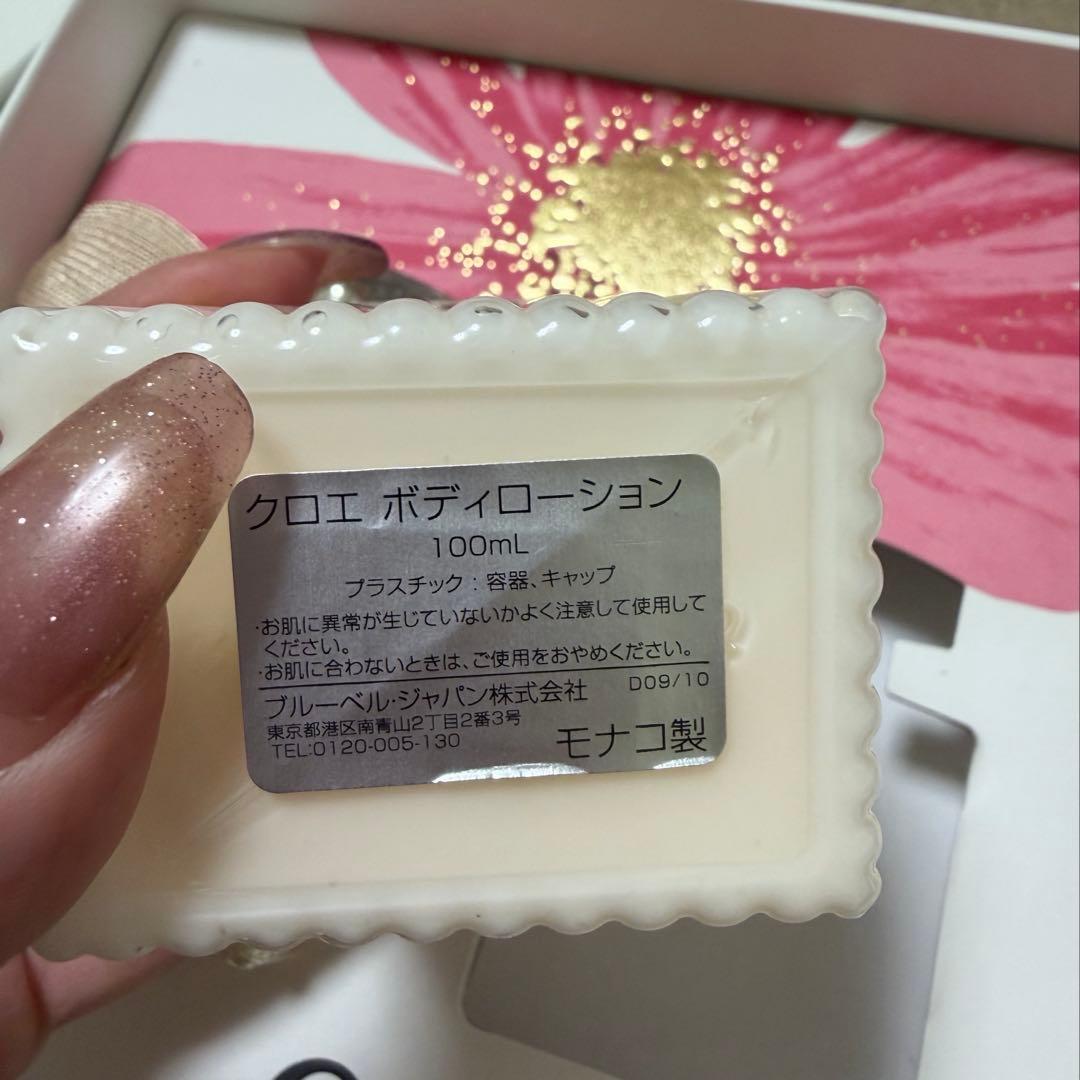 クロエ ボディローション
100mL
プラスチック : 容器、キャップ
·お肌に異常が生じていないかよく注意して使用して
ください。
·お肌に合わないときは、ご使用をおやめください。
ブルーベル·ジャパン株式会社 D09/10
東京都港区南青山2丁目2番3号
TEL:0120-005-130 モナコ製